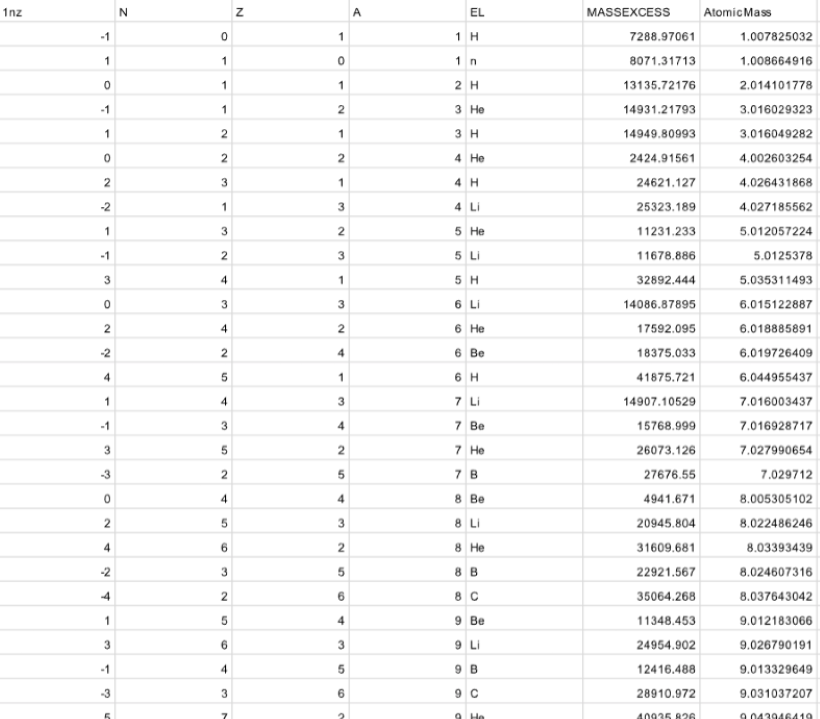 1nz N Z A EL MASSEXCESS AtomicMass
-1 0 1 1 H 7288.97061 1.007825032
1 1 0 1 n 8071.31713 1.008664916
0 1 1 2 H 13135.72176 2.014101778
-1 1 2 3 He 14931.21793 3.016029323
1 2 1 3 H 14949.80993 3.016049282
0 2 2 4 He 2424.91561 4.002603254
2 3 1 4 H 24621.127 4.026431868
-2 1 3 4 Li 25323.189 4.027185562
1 3 2 5 He 11231.233 5.012057224
-1 2 3 5 Li 11678.886 5.0125378
3 4 1 5 H 32892.444 5.035311493
0 3 3 6 Li 14086.87895 6.015122887
2 4 2 6 He 17592.095 6.018885891
-2 2 4 6 Be 18375.033 6.019726409
4 5 1 6 H 41875.721 6.044955437
1 4 3 7 Li 14907.10529 7.016003437
-1 3 4 7 Be 15768.999 7.016928717
3 5 2 7 He 26073.126 7.027990654
-3 2 5 7 B 27676.55 7.029712
0 4 4 8 Be 4941.671 8.005305102
2 5 3 8 Li 20945.804 8.022486246
4 6 2 8 He 31609.681 8.03393439
-2 3 5 8 B 22921.567 8.024607316
-4 2 6 8 C 35064.268 8.037643042
1 5 4 9 Be 11348.453 9.012183066
3 6 3 9 Li 24954.902 9.026790191
-1 4 5 9 B 12416.488 9.013329649
-3 3 6 9 C 28910.972 9.031037207
5 7 2 9 He 40935.826 9.043946419